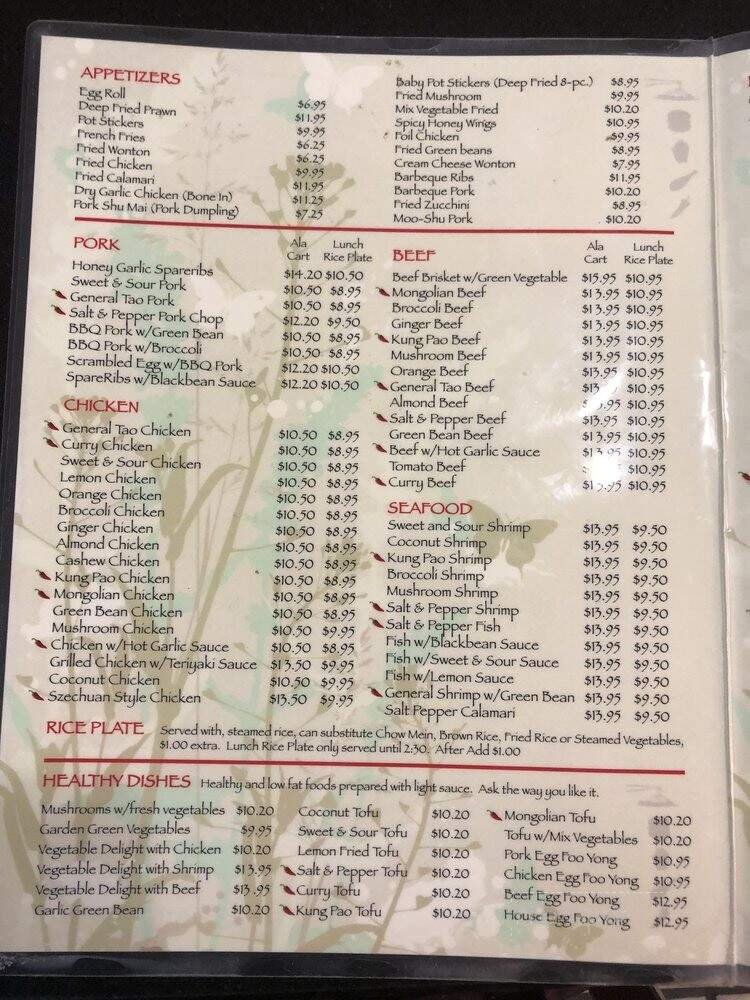 APPETIZERS
Egg Roll $6.95
Deep Fried Prawn $11.95
Pot Stickers $9.95
French Fries $6.25
Fried Wonton $6.25
Fried Chicken $9.95
Fried Calamari $11.95
Dry Garlic Chicken (Bone In) $11.25
Pork Shu Mai (Pork Dumpling) $7.25
Baby Pot Stickers (Deep Fried 8-pc.) $8.95
Fried Mushroom $9.95
Mix Vegetable Fried $10.20
Spicy Honey Wings $10.95
Foil Chicken $9.95
Fried Green beans $8.95
Cream Cheese Wonton $7.95
Barbeque Ribs $11.95
Barbeque Pork $10.20
Fried Zucchini $8.95
Moo-Shu Pork $10.20
PORK Ala Cart Lunch Rice Plate
Honey Garlic Spareribs $14.20 $10.50
Sweet & Sour Pork $10.50 $8.95
General Tao Pork $10.50 $8.95
Salt & Pepper Pork Chop $12.20 $9.50
BBQ Pork w/Green Bean $10.50 $8.95
BBQ Pork w/Broccoli $10.50 $8.95
Scrambled Egg w/BBQ Pork $12.20 $10.50
SpareRibs w/Blackbean Sauce $12.20 $10.50
CHICKEN
General Tao Chicken $10.50 $8.95
Curry Chicken $10.50 $8.95
Sweet & Sour Chicken $10.50 $8.95
Lemon Chicken $10.50 $8.95
Orange Chicken $10.50 $8.95
Broccoli Chicken $10.50 $8.95
Ginger Chicken $10.50 $8.95
Almond Chicken $10.50 $8.95
Cashew Chicken $10.50 $8.95
Kung Pao Chicken $10.50 $8.95
Mongolian Chicken $10.50 $8.95
Green Bean Chicken $10.50 $8.95
Mushroom Chicken $10.50 $9.95
Chicken w/Hot Garlic Sauce $10.50 $8.95
Grilled Chicken w/Teriyaki Sauce $13.50 $9.95
Coconut Chicken $10.50 $9.95
Szechuan Style Chicken $13.50 $9.95
BEEF Ala Cart Lunch Rice Plate
Beef Brisket w/Green Vegetable $15.95 $10.95
Mongolian Beef $13.95 $10.95
Broccoli Beef $13.95 $10.95
Ginger Beef $13.95 $10.95
Kung Pao Beef $13.95 $10.95
Mushroom Beef $13.95 $10.95
Orange Beef $13.95 $10.95
General Tao Beef $10.95
Almond Beef $10.95
Salt & Pepper Beef $13.95 $10.95
Green Bean Beef $13.95 $10.95
Beef w/Hot Garlic Sauce $13.95 $10.95
Tomato Beef $10.95
Curry Beef $13.95 $10.95
SEAFOOD
Sweet and Sour Shrimp $13.95 $9.50
Coconut Shrimp $13.95 $9.50
Kung Pao Shrimp $13.95 $9.50
Broccoli Shrimp $13.95 $9.50
Mushroom Shrimp $13.95 $9.50
Salt & Pepper Shrimp $13.95 $9.50
Salt & Pepper Fish $13.95 $9.50
Fish w/Blackbean Sauce $13.95 $9.50
Fish w/Sweet & Sour Sauce $13.95 $9.50
Fish w/Lemon Sauce $13.95 $9.50
General Shrimp w/Green Bean $13.95 $9.50
Salt Pepper Calamari $13.95 $9.50
RICE PLATE Served with, steamed rice, can substitute Chow Mein, Brown Rice, Fried Rice or Steamed Vegetables,
$1.00 extra. Lunch Rice Plate only served until 2:30. After Add $1.00
HEALTHY DISHES Healthy and low fat foods prepared with light sauce. Ask the way you like it.
Mushrooms w/fresh vegetables $10.20
Garden Green Vegetables $9.95
Vegetable Delight with Chicken $10.20
Vegetable Delight with Shrimp $13.95
Vegetable Delight with Beef $13.95
Garlic Green Bean $10.20
Coconut Tofu $10.20
Sweet & Sour Tofu $10.20
Lemon Fried Tofu $10.20
Salt & Pepper Tofu $10.20
Curry Tofu $10.20
Kung Pao Tofu $10.20
Mongolian Tofu $10.20
Tofu w/Mix Vegetables $10.20
Pork Egg Foo Yong $10.95
Chicken Egg Foo Yong $10.95
Beef Egg Foo Yong $12.95
House Egg Foo Yong $12.95